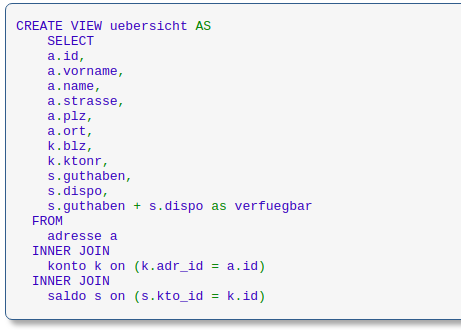 CREATE VIEW uebersicht AS
SELECT
a.id,
a.vorname,
a.name,
a.strasse,
a.plz,
a.ort,
k.blz,
k.ktonr,
s.guthaben,
s.dispo,
s.guthaben + s.dispo as verfuegbar
FROM
adresse a
INNER JOIN
konto k on (k.adr_id = a.id)
INNER JOIN
saldo s on (s.kto_id = k.id)